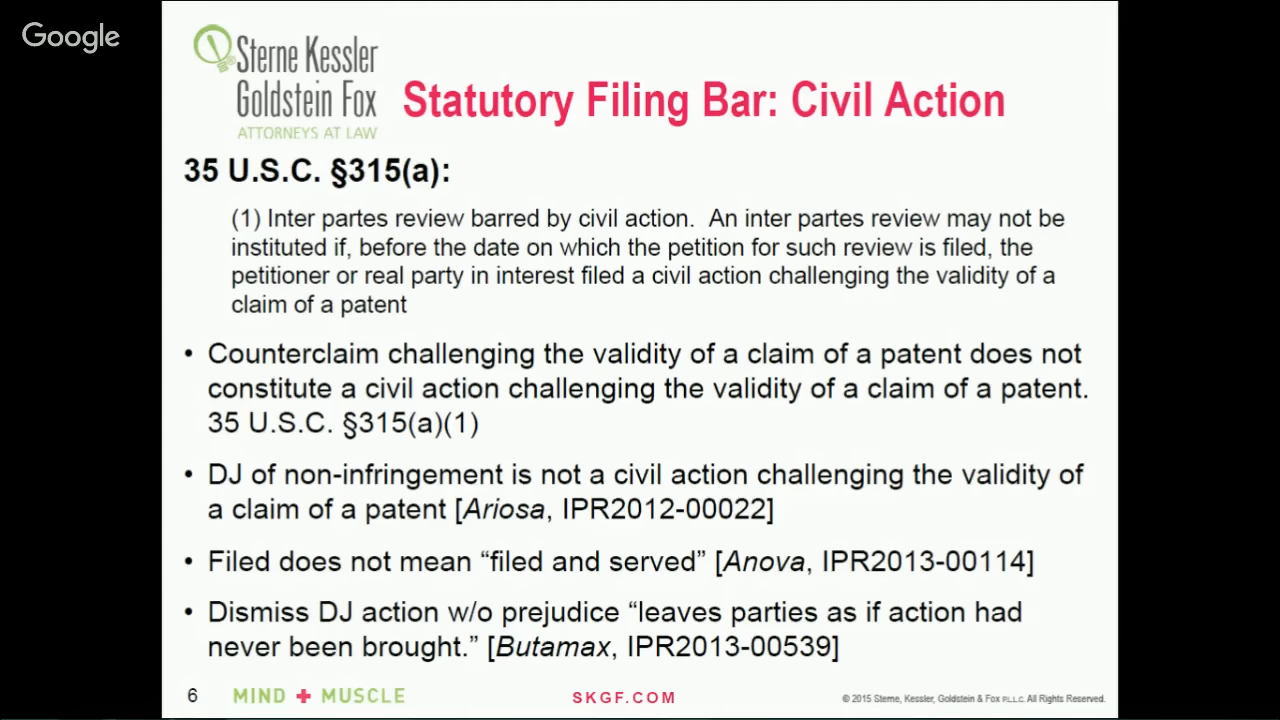 Google
Sterne Kessler
Goldstein Fox
ATTORNEYS AT LAW
Statutory Filing Bar: Civil Action
35 U.S.C. §315(a):
(1) Inter partes review barred by civil action. An inter partes review may not be
instituted if, before the date on which the petition for such review is filed, the
petitioner or real party in interest filed a civil action challenging the validity of a
claim of a patent
• Counterclaim challenging the validity of a claim of a patent does not
constitute a civil action challenging the validity of a claim of a patent.
35 U.S.C. §315(a)(1)
• DJ of non-infringement is not a civil action challenging the validity of
a claim of a patent [Ariosa, IPR2012-00022]
• Filed does not mean “filed and served” [Anova, IPR2013-00114]
• Dismiss DJ action w/o prejudice “leaves parties as if action had
never been brought.” [Butamax, IPR2013-00539]
6 MIND + MUSCLE SKGF.COM © 2015 Sterne, Kessler, Goldstein & Fox P.L.L.C. All Rights Reserved.